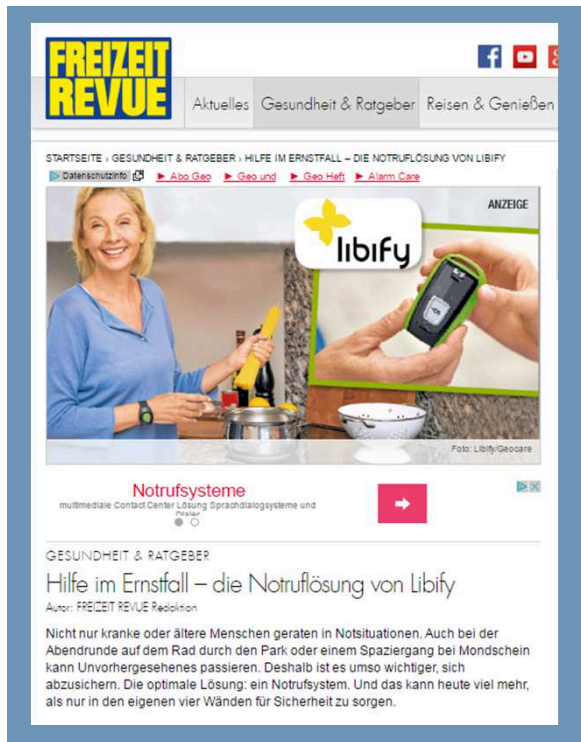 FREIZEIT
REVUE
Aktuelles Gesundheit & Ratgeber Reisen & Genießen
STARTSEITE › GESUNDHEIT & RATGEBER › HILFE IM ERNSTFALL – DIE NOTRUFLÖSUNG VON LIBIFY
Datenschutzinfo ► Abo Geo ► Geo und ► Geo Heft ► Alarm Care
ANZEIGE
libify
Foto: Libify/Geocare
Notrufsysteme
multimediale Contact Center Lösung Sprachdialogsysteme und
Dialer
GESUNDHEIT & RATGEBER
Hilfe im Ernstfall – die Notruflösung von Libify
Autor: FREIZEIT REVUE Redaktion
Nicht nur kranke oder ältere Menschen geraten in Notsituationen. Auch bei der
Abendrunde auf dem Rad durch den Park oder einem Spaziergang bei Mondschein
kann Unvorhergesehenes passieren. Deshalb ist es umso wichtiger, sich
abzusichern. Die optimale Lösung: ein Notrufsystem. Und das kann heute viel mehr,
als nur in den eigenen vier Wänden für Sicherheit zu sorgen.